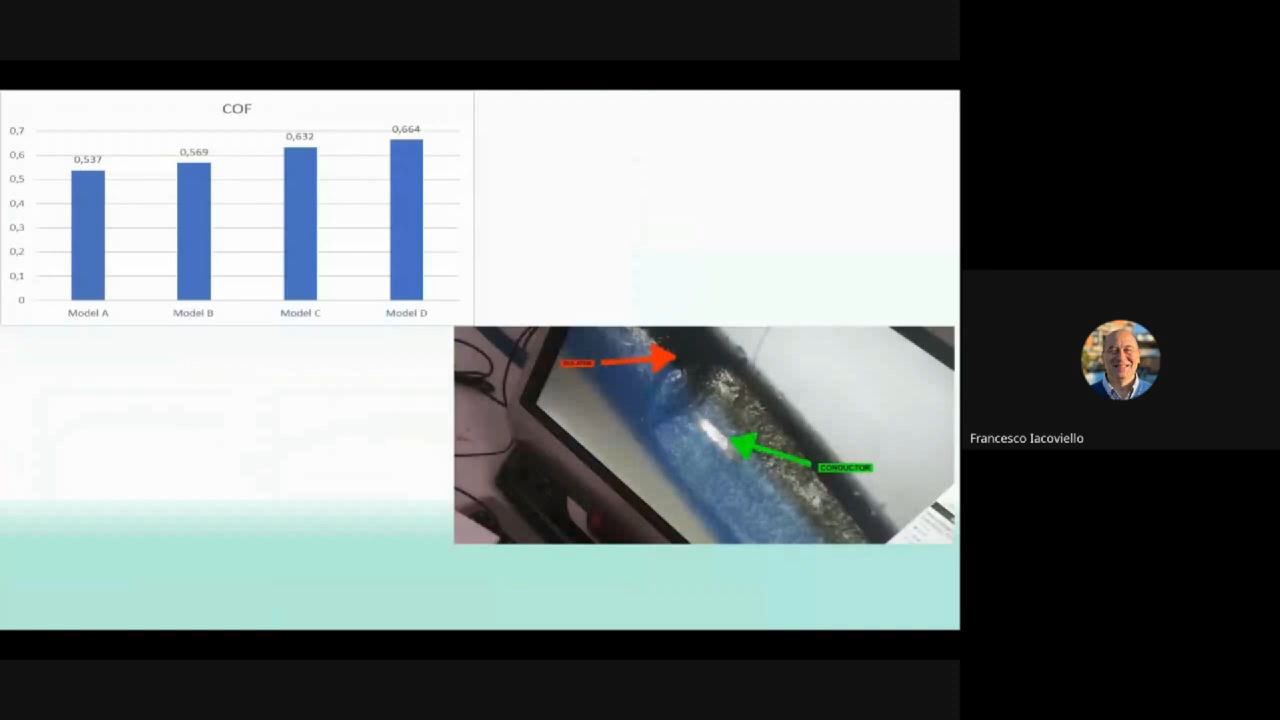 COF
0,7
0,6
0,5
0,4
0,3
0,2
0,1
0
0,537
0,569
0,632
0,664
Model A
Model B
Model C
Model D
CONDUCTOR
Francesco Iacoviello